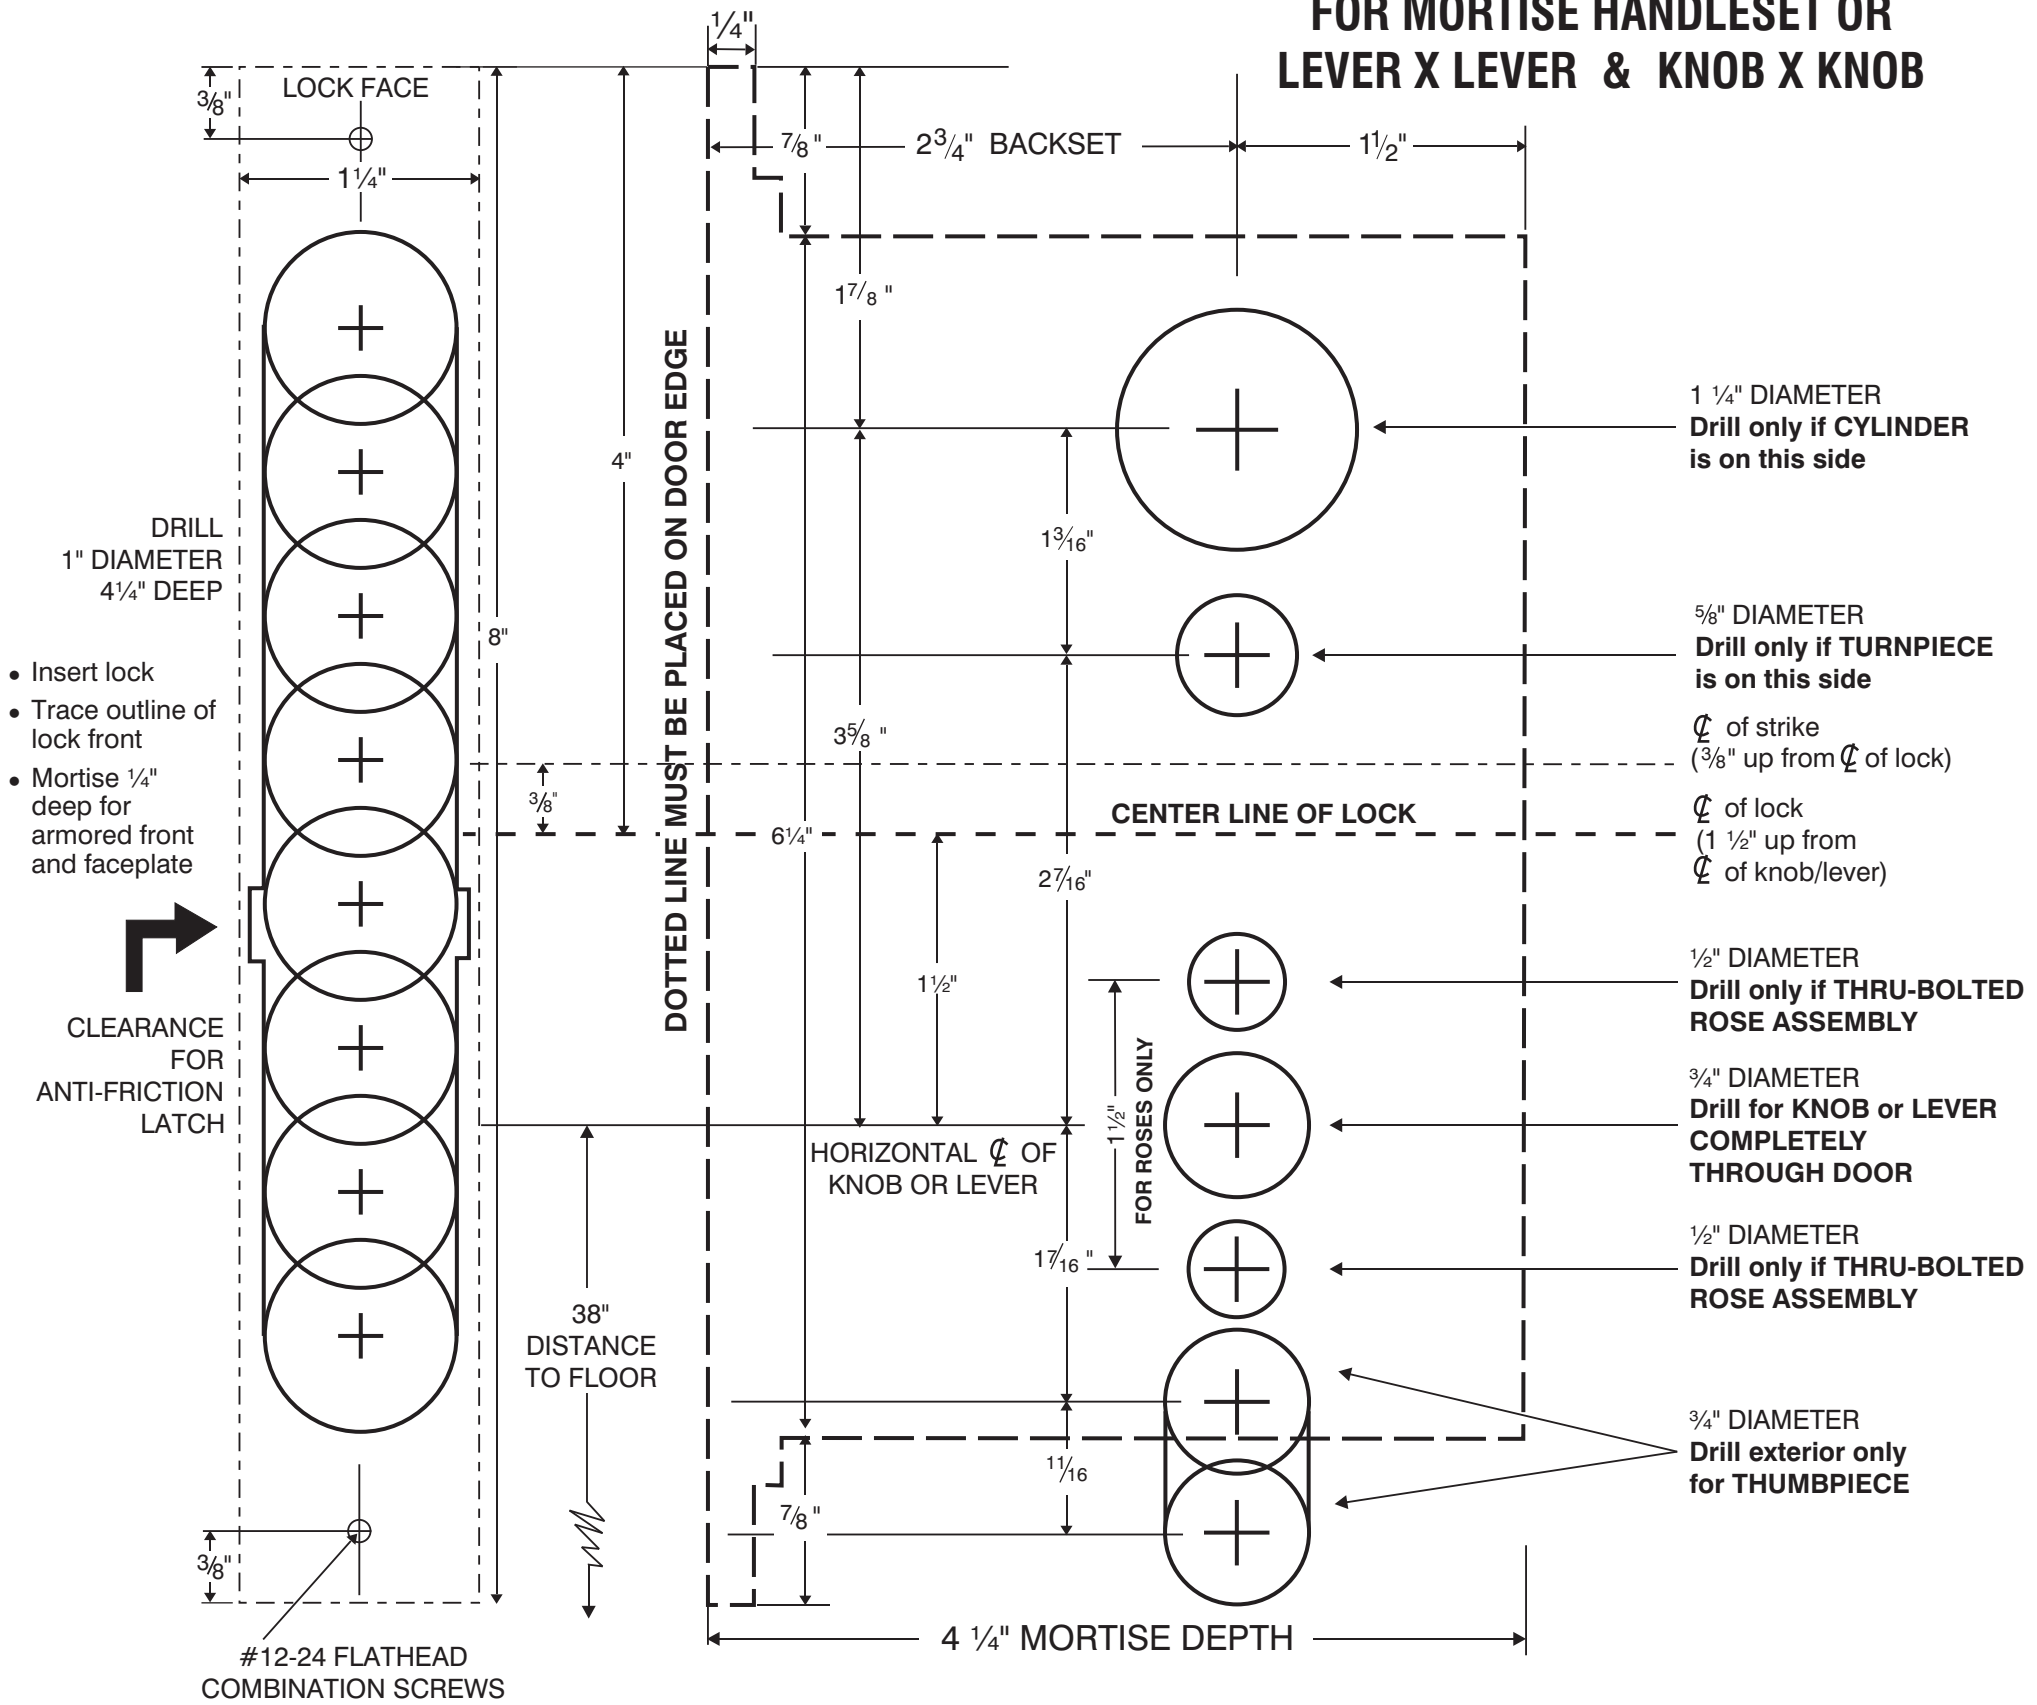 FOR MORTISE HANDLESET OR
LEVER X LEVER & KNOB X KNOB
1/4"
3/8"
LOCK FACE
1 1/4"
7/8"
2 3/4" BACKSET
1 1/2"
1 7/8"
DOTTED LINE MUST BE PLACED ON DOOR EDGE
4"
8"
DRILL
1" DIAMETER
4 1/4" DEEP
• Insert lock
• Trace outline of
lock front
• Mortise 1/4"
deep for
armored front
and faceplate
CLEARANCE
FOR
ANTI-FRICTION
LATCH
1 3/16"
3 5/8"
3/8"
6 1/4"
CENTER LINE OF LOCK
2 7/16"
1 1/2"
1 1/2"
FOR ROSES ONLY
HORIZONTAL ℄ OF
KNOB OR LEVER
1 7/16"
38"
DISTANCE
TO FLOOR
11/16
7/8"
3/8"
4 1/4" MORTISE DEPTH
#12-24 FLATHEAD
COMBINATION SCREWS
1 1/4" DIAMETER
Drill only if CYLINDER
is on this side
5/8" DIAMETER
Drill only if TURNPIECE
is on this side
℄ of strike
(3/8" up from ℄ of lock)
℄ of lock
(1 1/2" up from
℄ of knob/lever)
1/2" DIAMETER
Drill only if THRU-BOLTED
ROSE ASSEMBLY
3/4" DIAMETER
Drill for KNOB or LEVER
COMPLETELY
THROUGH DOOR
1/2" DIAMETER
Drill only if THRU-BOLTED
ROSE ASSEMBLY
3/4" DIAMETER
Drill exterior only
for THUMBPIECE